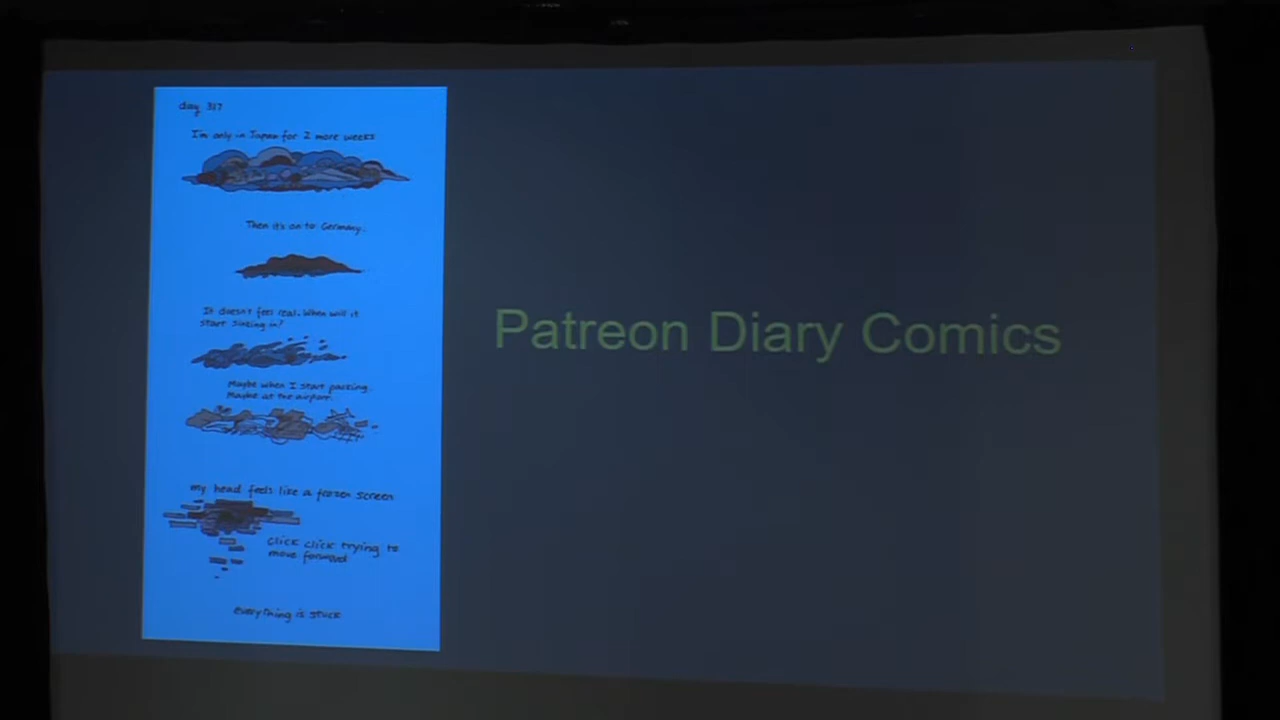 day 317
I'm only in Japan for 2 more weeks
Then it's on to Germany.
It doesn't feel real. When will it
start sinking in?
Maybe when I start packing.
Maybe at the airport.
my head feels like a frozen screen
click click trying to
move forward
everything is stuck
Patreon Diary Comics